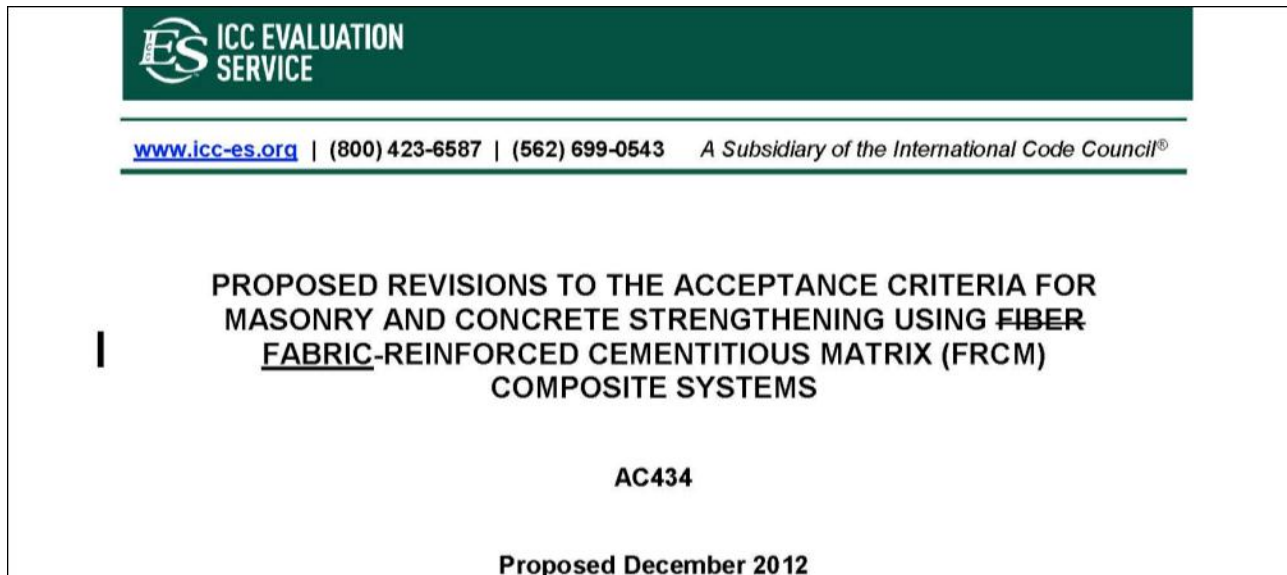 ICC EVALUATION
SERVICE
www.icc-es.org | (800) 423-6587 | (562) 699-0543 A Subsidiary of the International Code Council®
PROPOSED REVISIONS TO THE ACCEPTANCE CRITERIA FOR
MASONRY AND CONCRETE STRENGTHENING USING FIBER
FABRIC-REINFORCED CEMENTITIOUS MATRIX (FRCM)
COMPOSITE SYSTEMS
AC434
Proposed December 2012